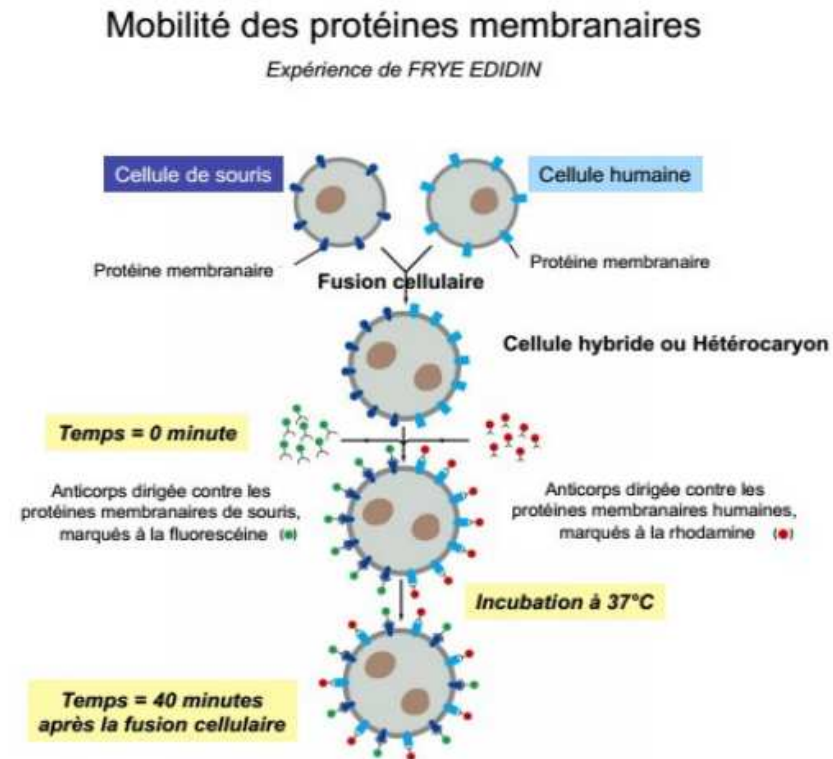 Mobilité des protéines membranaires
Expérience de FRYE EDIDIN
Cellule de souris
Cellule humaine
Protéine membranaire
Protéine membranaire
Fusion cellulaire
Cellule hybride ou Hétérocaryon
Temps = 0 minute
Anticorps dirigée contre les
protéines membranaires de souris,
marqués à la fluorescéine ( )
Anticorps dirigée contre les
protéines membranaires humaines,
marqués à la rhodamine ( )
Incubation à 37°C
Temps = 40 minutes
après la fusion cellulaire